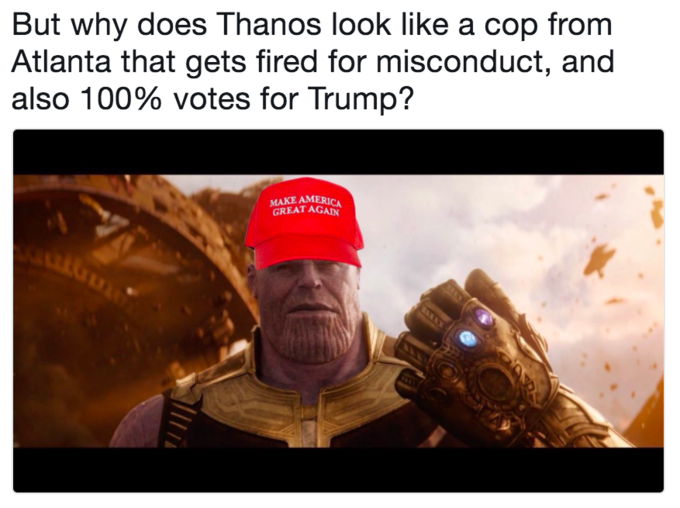 But why does Thanos look like a cop from
Atlanta that gets fired for misconduct, and
also 100% votes for Trump?
MAKE AMERICA
GREAT AGAIN